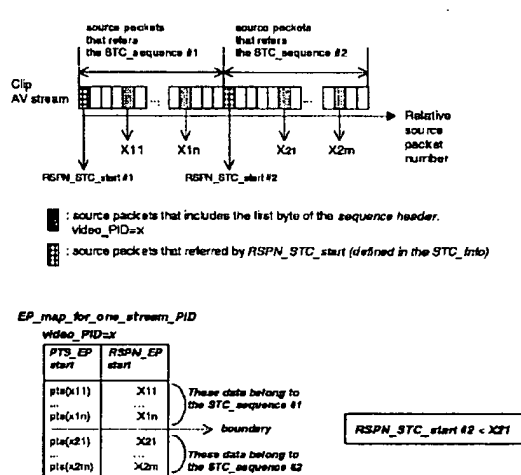 source packets
that refers
the STC_sequence #1
source packets
that refers
the STC_sequence #2
Clip
AV stream
...
...
...
Relative
source
packet
number
X11
X1n
X21
X2m
RSPN_STC_start #1
RSPN_STC_start #2
: source packets that includes the first byte of the sequence header.
video_PID=x
: source packets that referred by RSPN_STC_start (defined in the STC_Info)
EP_map_for_one_stream_PID
video_PID=x
PTS_EP start
RSPN_EP start
pts(x11) X11
... ...
pts(x1n) X1n
These data belong to
the STC_sequence #1
boundary
pts(x21) X21
... ...
pts(x2m) X2m
These data belong to
the STC_sequence #2
RSPN_STC_start #2 < X21